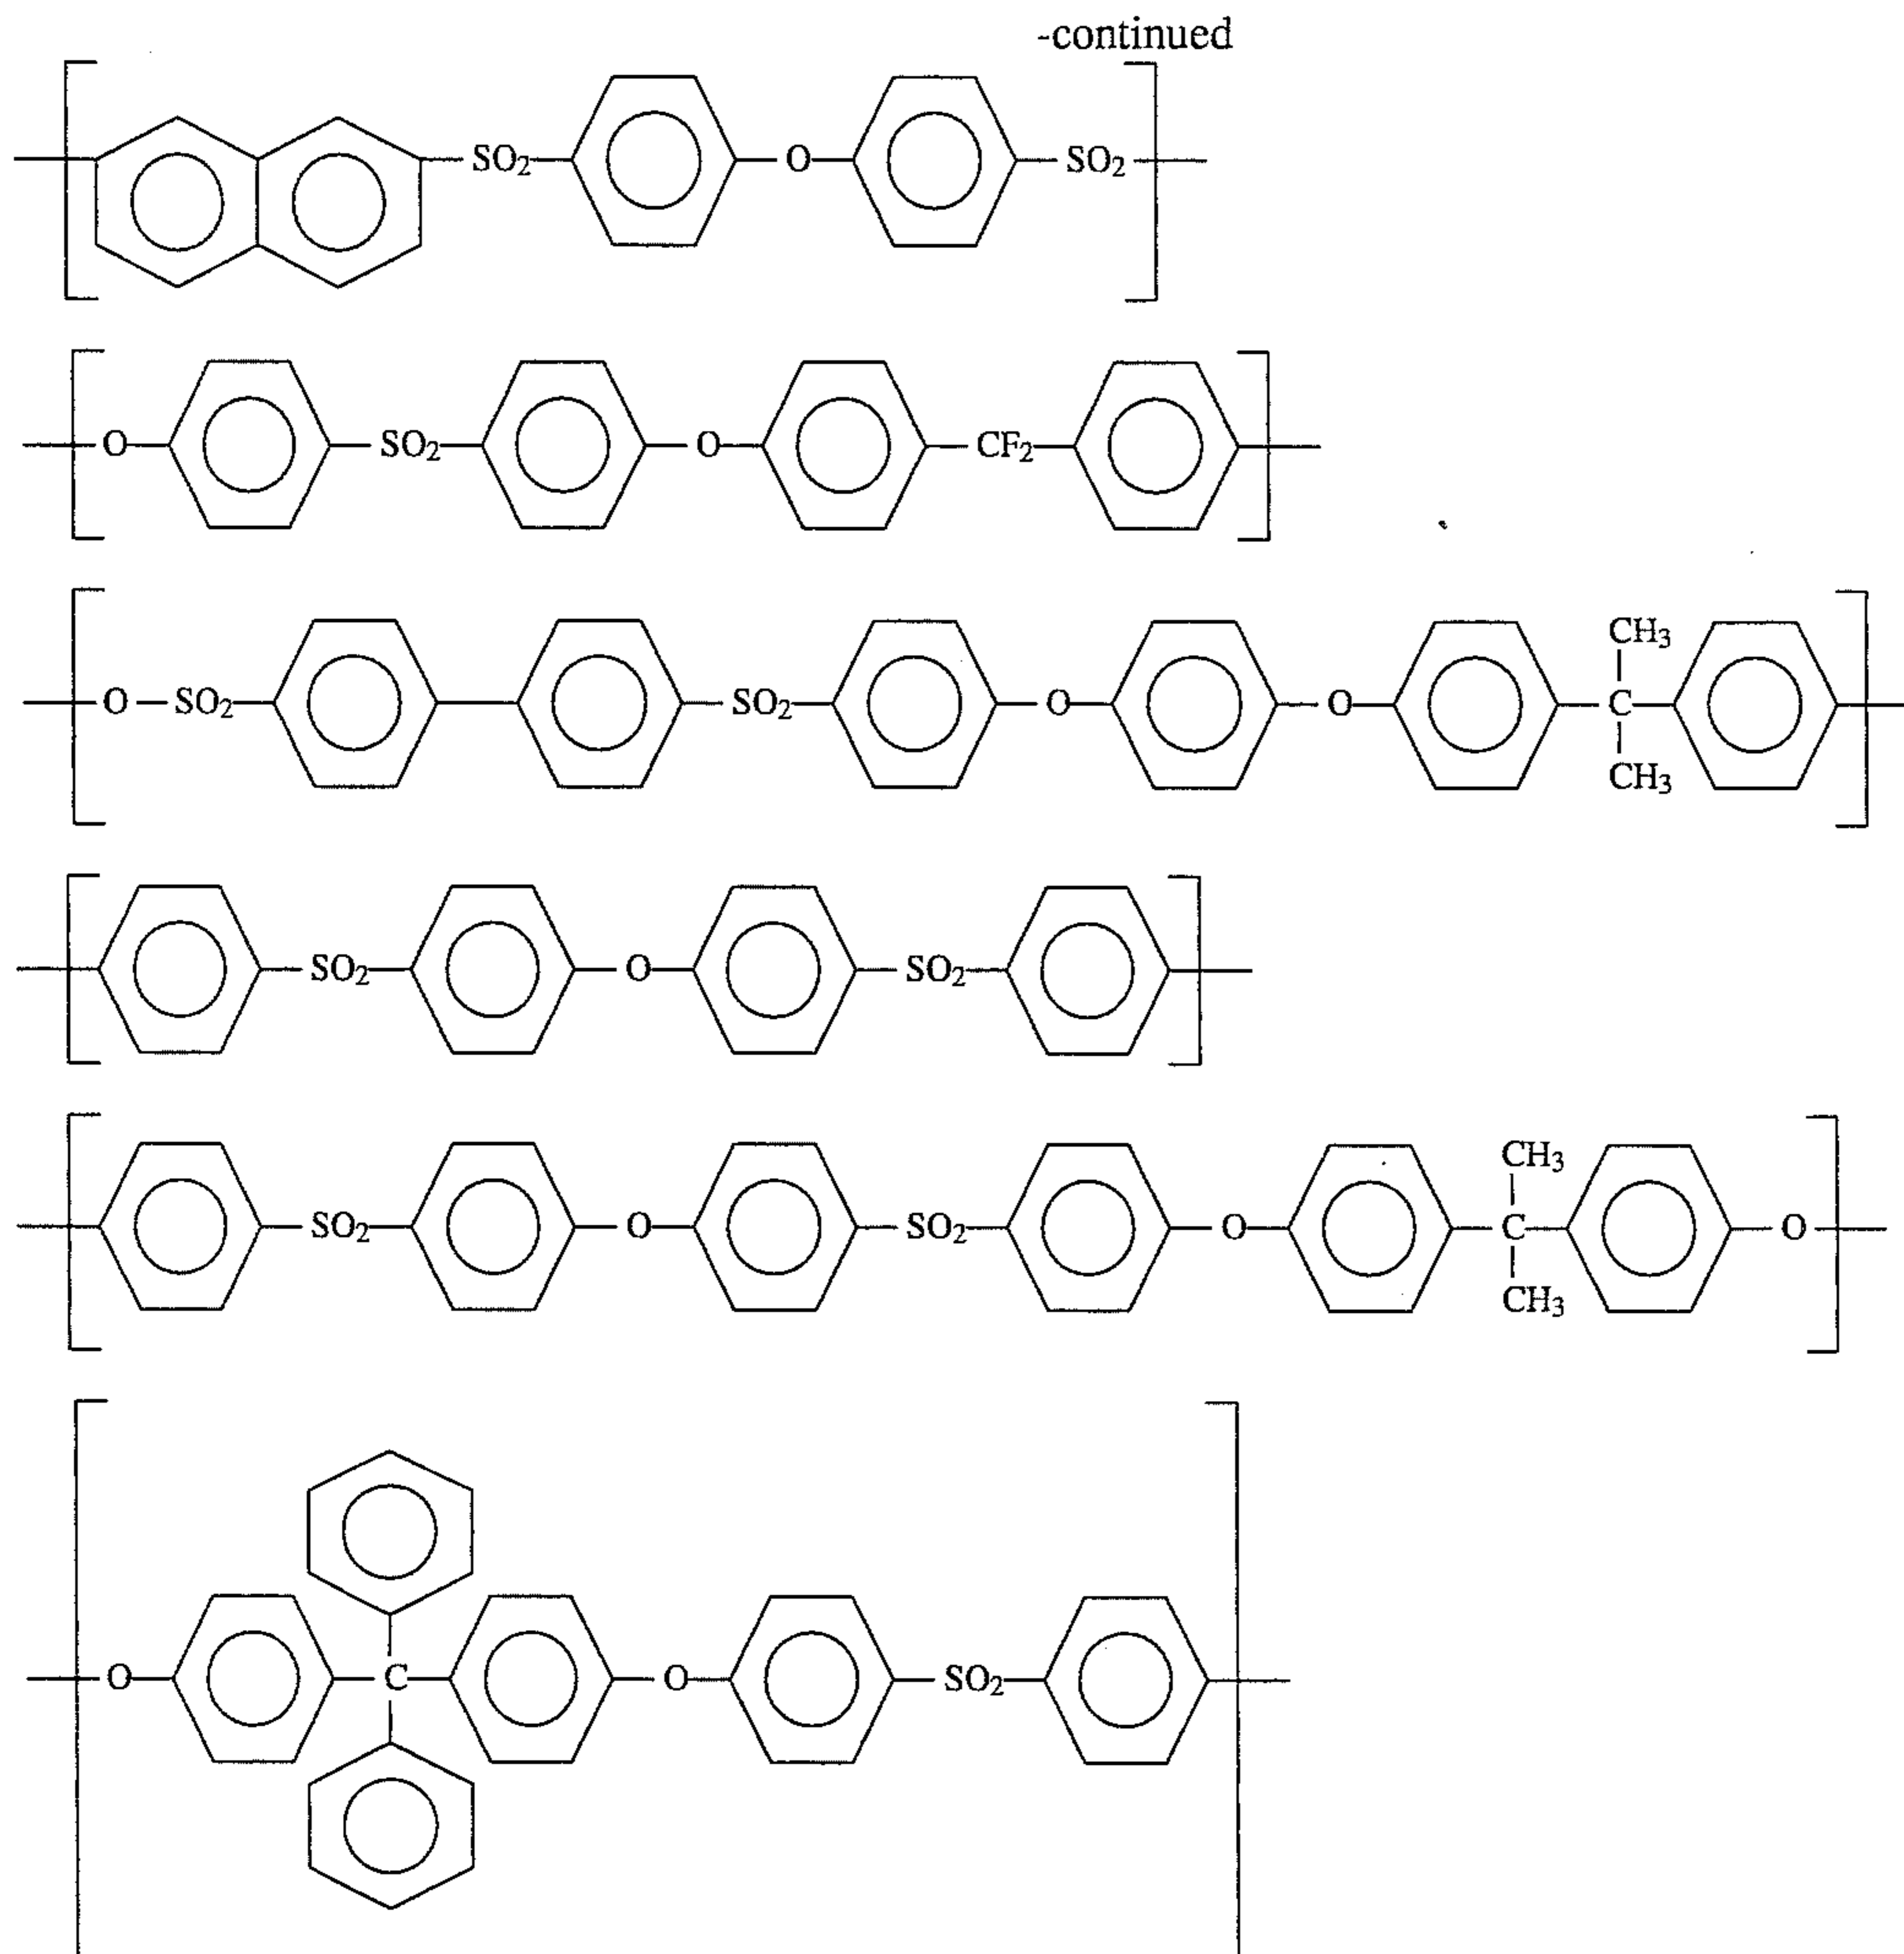 -continued
SO₂ O SO₂
O SO₂ O CF₂
CH₃
O SO₂ SO₂ O O C
CH₃
SO₂ O SO₂
CH₃
SO₂ O SO₂ O C O
CH₃
O C O SO₂